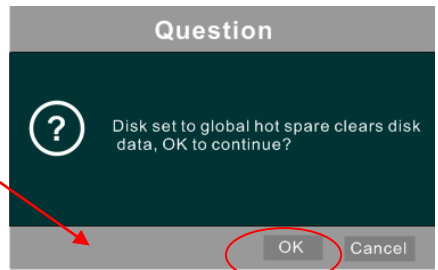 Question
?
Disk set to global hot spare clears disk
data, OK to continue?
OK Cancel